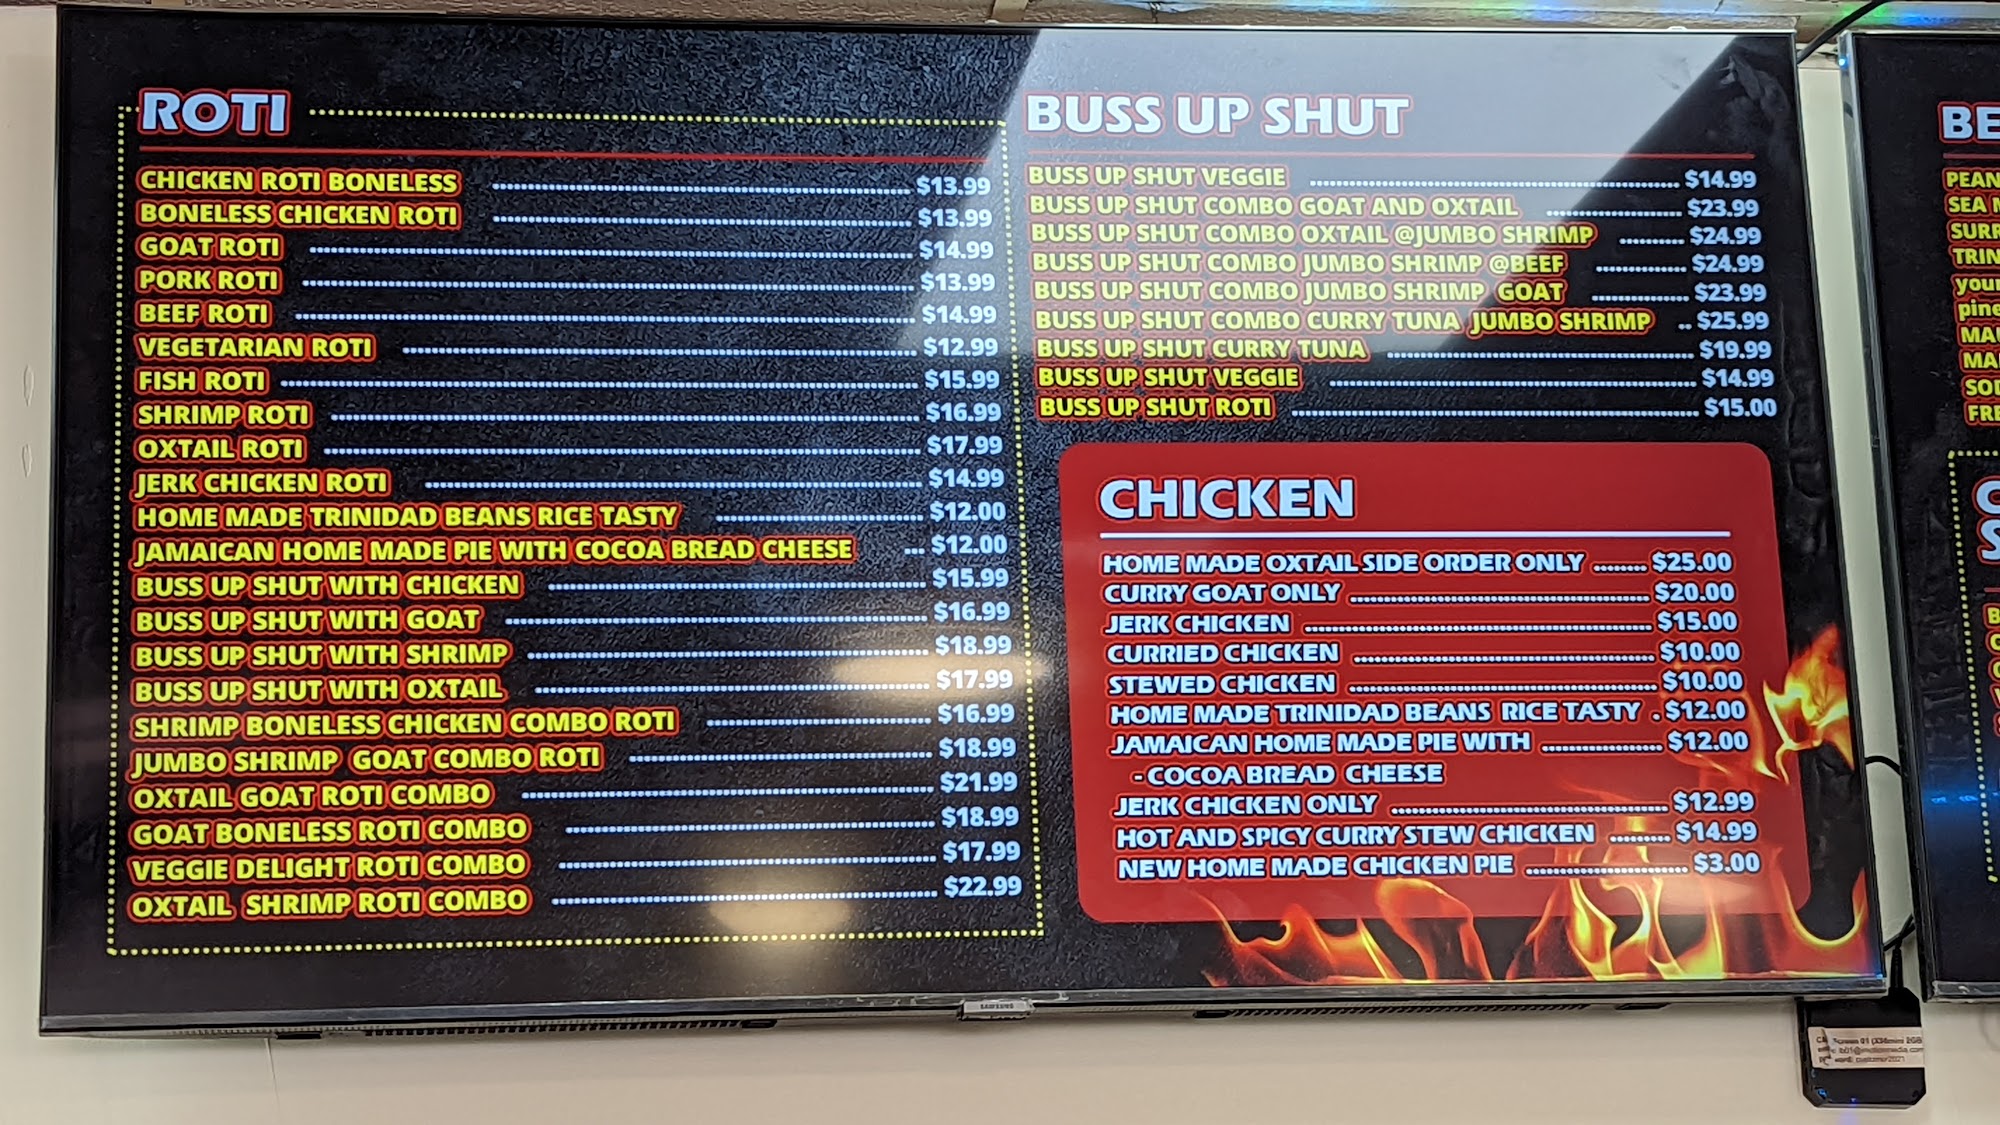 ROTI
CHICKEN ROTI BONELESS $13.99
BONELESS CHICKEN ROTI $13.99
GOAT ROTI $14.99
PORK ROTI $13.99
BEEF ROTI $14.99
VEGETARIAN ROTI $12.99
FISH ROTI $15.99
SHRIMP ROTI $16.99
OXTAIL ROTI $17.99
JERK CHICKEN ROTI $14.99
HOME MADE TRINIDAD BEANS RICE TASTY $12.00
JAMAICAN HOME MADE PIE WITH COCOA BREAD CHEESE ... $12.00
BUSS UP SHUT WITH CHICKEN $15.99
BUSS UP SHUT WITH GOAT $16.99
BUSS UP SHUT WITH SHRIMP $18.99
BUSS UP SHUT WITH OXTAIL $17.99
SHRIMP BONELESS CHICKEN COMBO ROTI $16.99
JUMBO SHRIMP GOAT COMBO ROTI $18.99
OXTAIL GOAT ROTI COMBO $21.99
GOAT BONELESS ROTI COMBO $18.99
VEGGIE DELIGHT ROTI COMBO $17.99
OXTAIL SHRIMP ROTI COMBO $22.99
BUSS UP SHUT
BUSS UP SHUT VEGGIE $14.99
BUSS UP SHUT COMBO GOAT AND OXTAIL $23.99
BUSS UP SHUT COMBO OXTAIL @JUMBO SHRIMP $24.99
BUSS UP SHUT COMBO JUMBO SHRIMP @BEEF $24.99
BUSS UP SHUT COMBO JUMBO SHRIMP GOAT $23.99
BUSS UP SHUT COMBO CURRY TUNA JUMBO SHRIMP .. $25.99
BUSS UP SHUT CURRY TUNA $19.99
BUSS UP SHUT VEGGIE $14.99
BUSS UP SHUT ROTI $15.00
CHICKEN
HOME MADE OXTAIL SIDE ORDER ONLY $25.00
CURRY GOAT ONLY $20.00
JERK CHICKEN $15.00
CURRIED CHICKEN $10.00
STEWED CHICKEN $10.00
HOME MADE TRINIDAD BEANS RICE TASTY . $12.00
JAMAICAN HOME MADE PIE WITH $12.00
- COCOA BREAD CHEESE
JERK CHICKEN ONLY $12.99
HOT AND SPICY CURRY STEW CHICKEN $14.99
NEW HOME MADE CHICKEN PIE $3.00
SAMSUNG
BE
PEAN
SEA
SURR
TRIN
your
pine
SOD
FRE